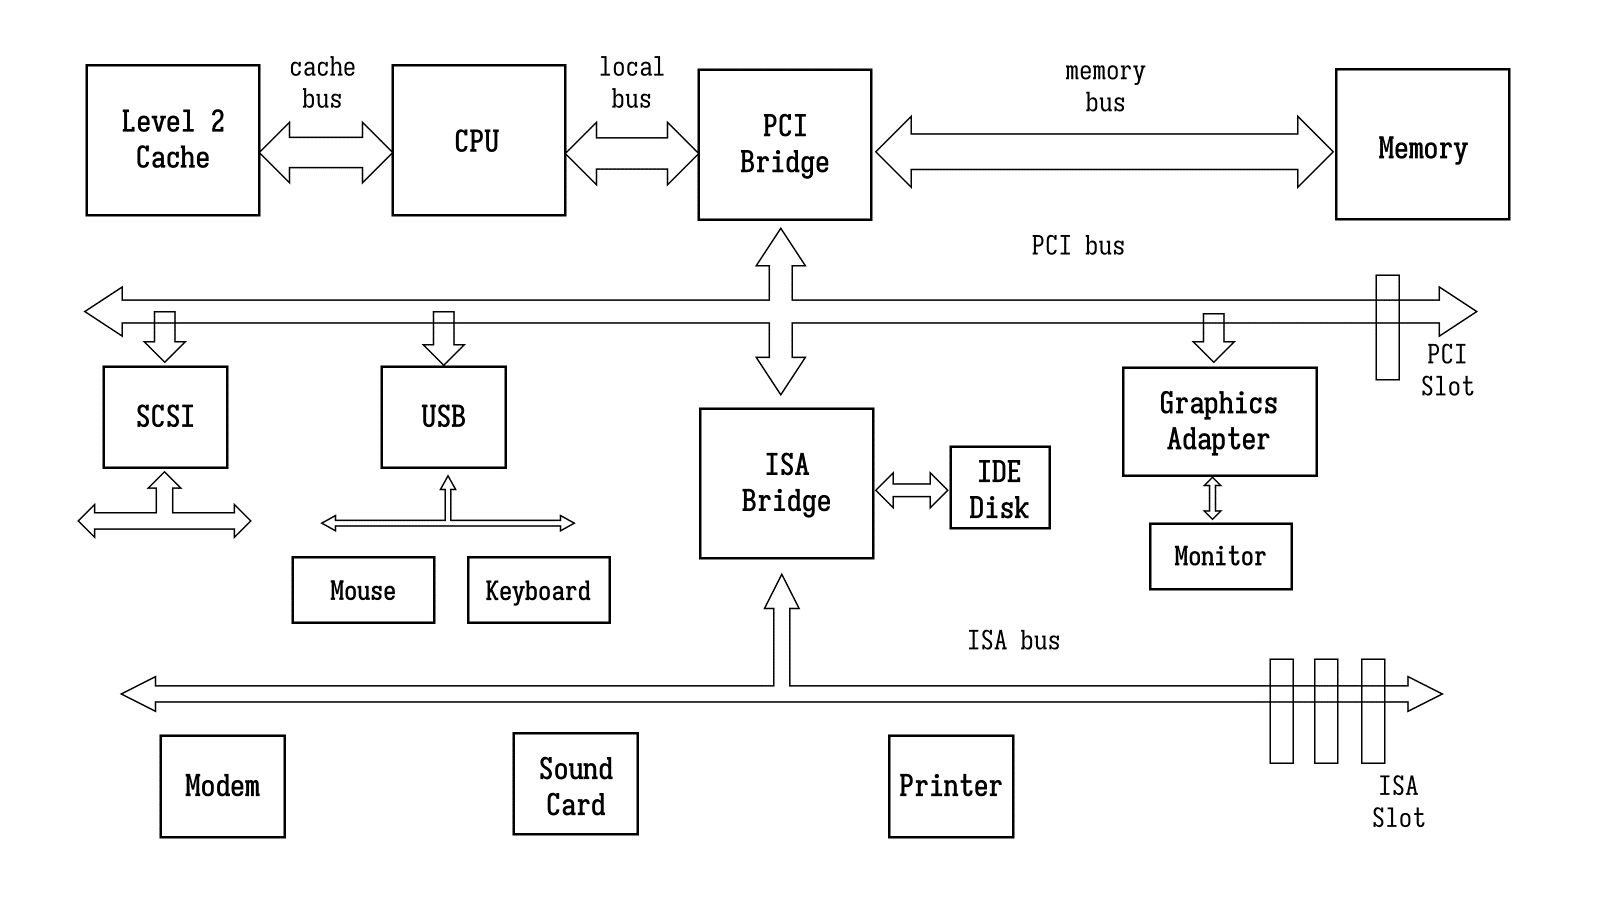 cache
bus
local
bus
memory
bus
Level 2
Cache
CPU
PCI
Bridge
Memory
PCI bus
PCI
Slot
SCSI
USB
Graphics
Adapter
ISA
Bridge
IDE
Disk
Monitor
Mouse
Keyboard
ISA bus
Modem
Sound
Card
Printer
ISA
Slot